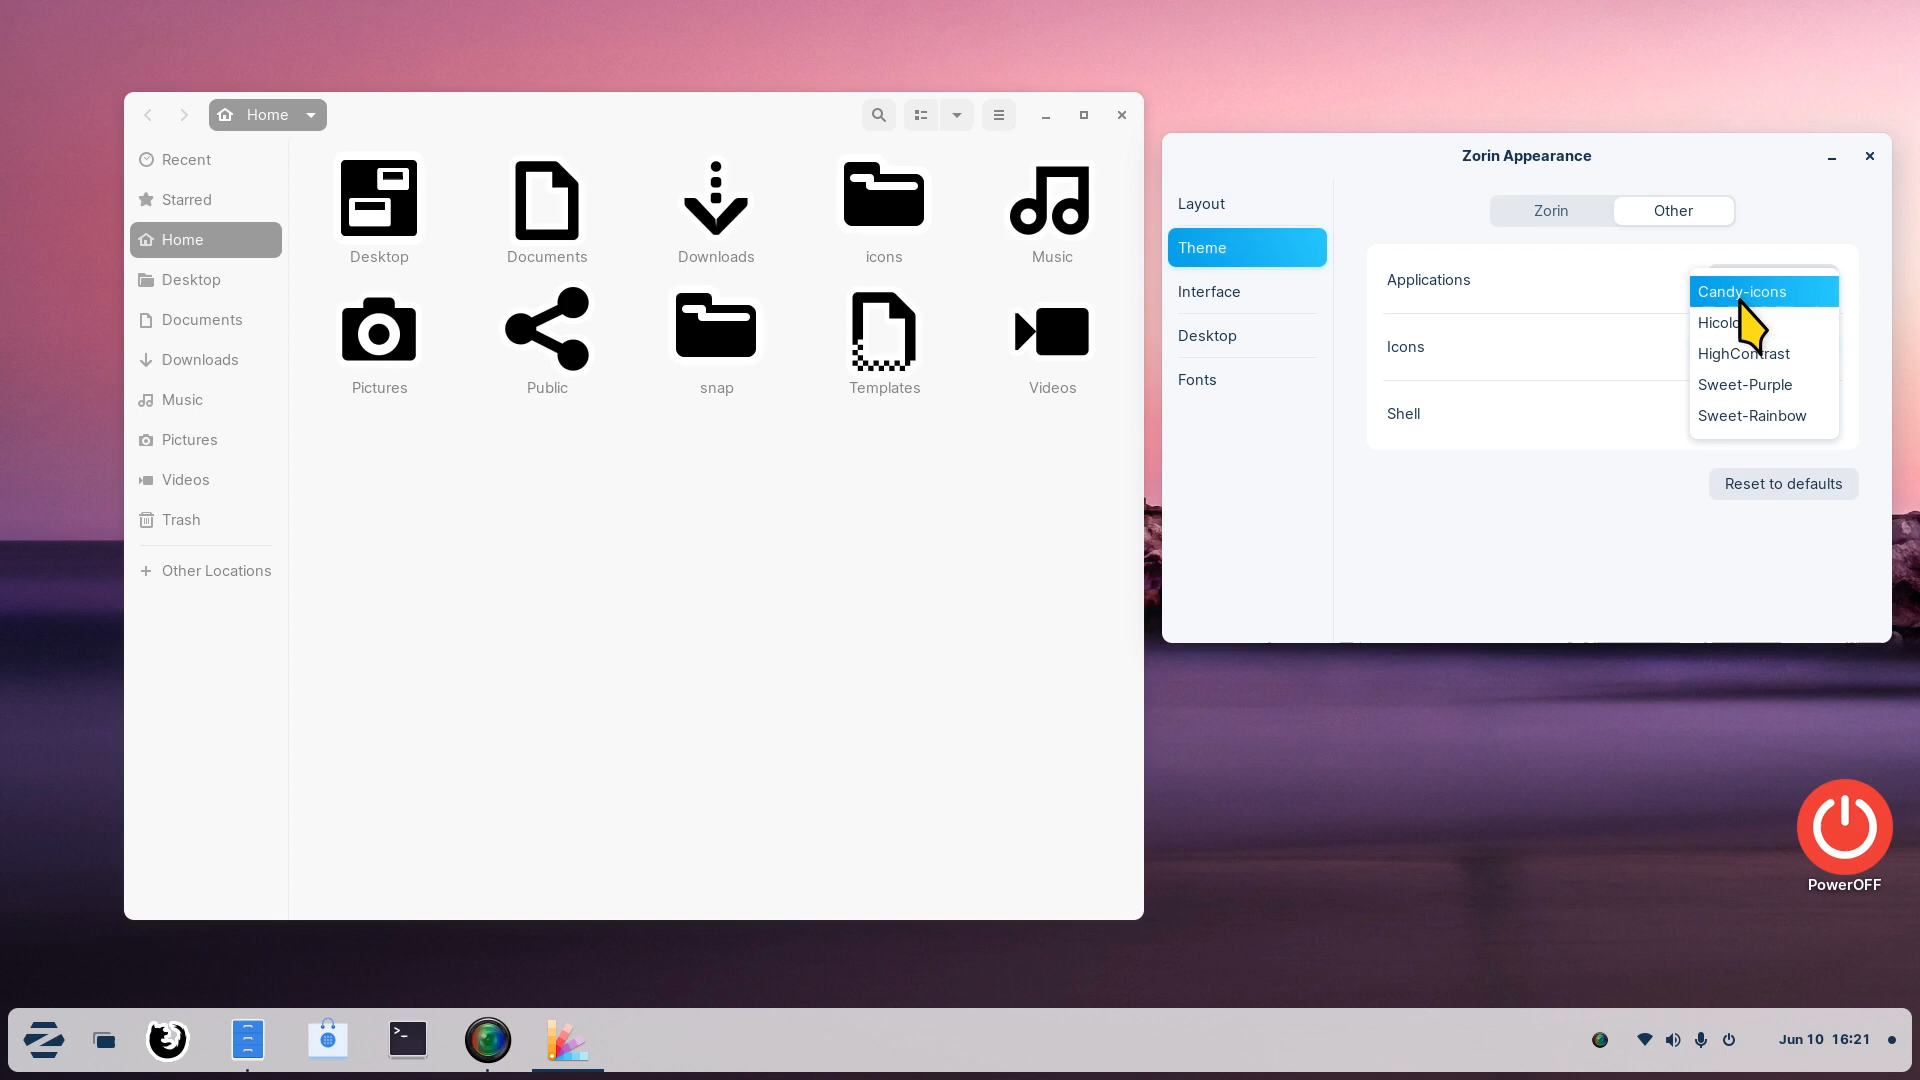 Home
Recent
Starred
Home
Desktop
Documents
Downloads
Music
Pictures
Videos
Trash
Other Locations
Desktop
Documents
Downloads
icons
Music
Pictures
Public
snap
Templates
Videos
Zorin Appearance
Layout
Theme
Interface
Desktop
Fonts
Zorin
Other
Applications
Icons
Shell
Candy-icons
HighContrast
Sweet-Purple
Sweet-Rainbow
Reset to defaults
PowerOFF
>_
Jun 10 16:21